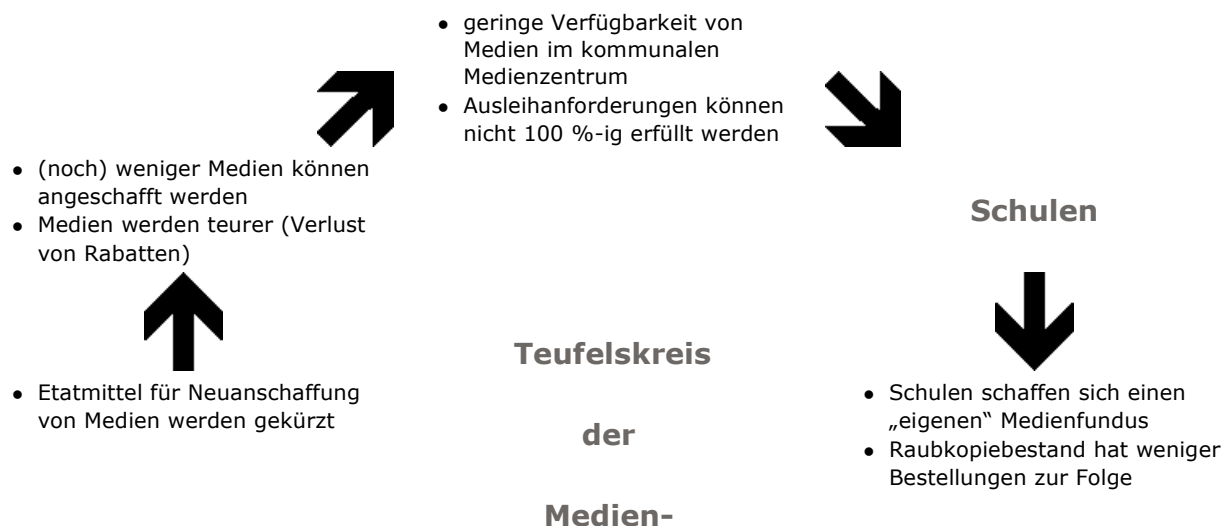 ● geringe Verfügbarkeit von
Medien im kommunalen
Medienzentrum
● Ausleihanforderungen können
nicht 100 %-ig erfüllt werden
● (noch) weniger Medien können
angeschafft werden
● Medien werden teurer (Verlust
von Rabatten)
Schulen
Teufelskreis
der
Medien-
● Etatmittel für Neuanschaffung
von Medien werden gekürzt
● Schulen schaffen sich einen
„eigenen“ Medienfundus
● Raubkopiebestand hat weniger
Bestellungen zur Folge